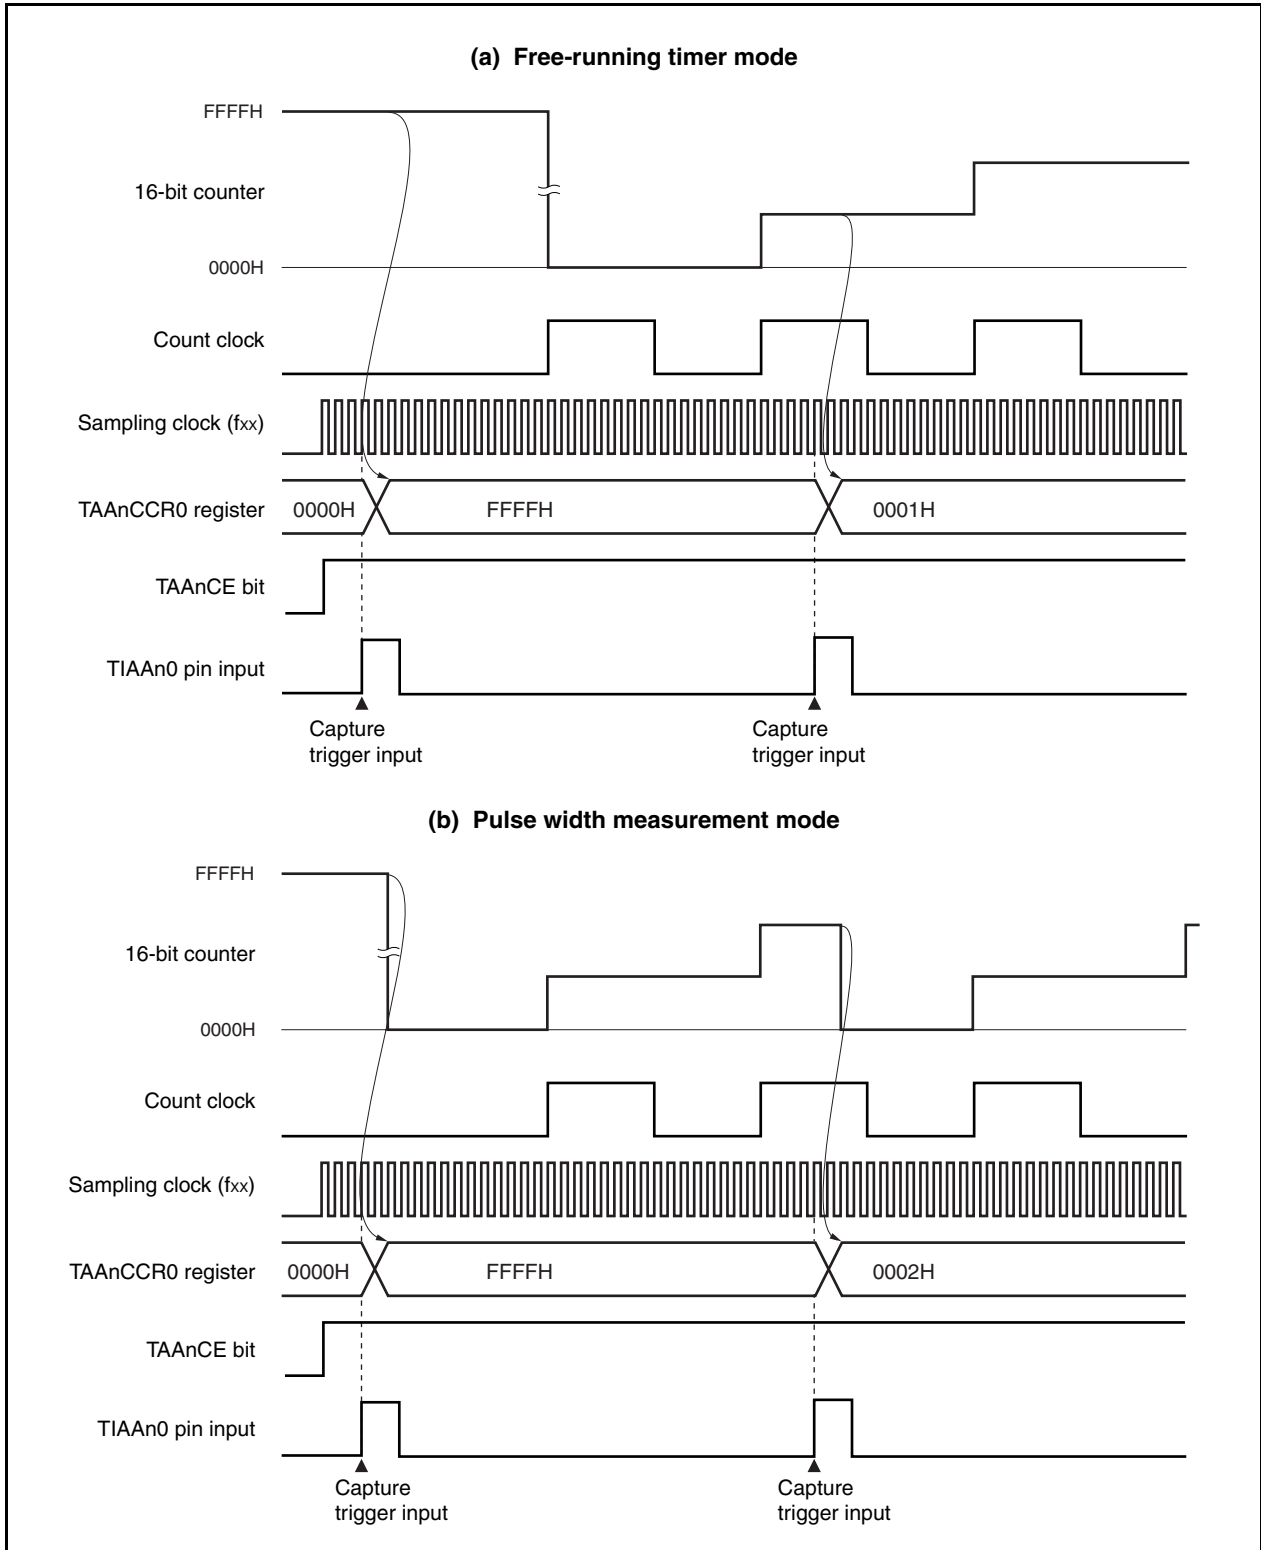 (a) Free-running timer mode
FFFFH
16-bit counter
0000H
Count clock
Sampling clock (fxx)
TAAnCCR0 register
0000H
FFFFH
0001H
TAAnCE bit
TIAAn0 pin input
Capture
trigger input
Capture
trigger input
(b) Pulse width measurement mode
FFFFH
16-bit counter
0000H
Count clock
Sampling clock (fxx)
TAAnCCR0 register
0000H
FFFFH
0002H
TAAnCE bit
TIAAn0 pin input
Capture
trigger input
Capture
trigger input